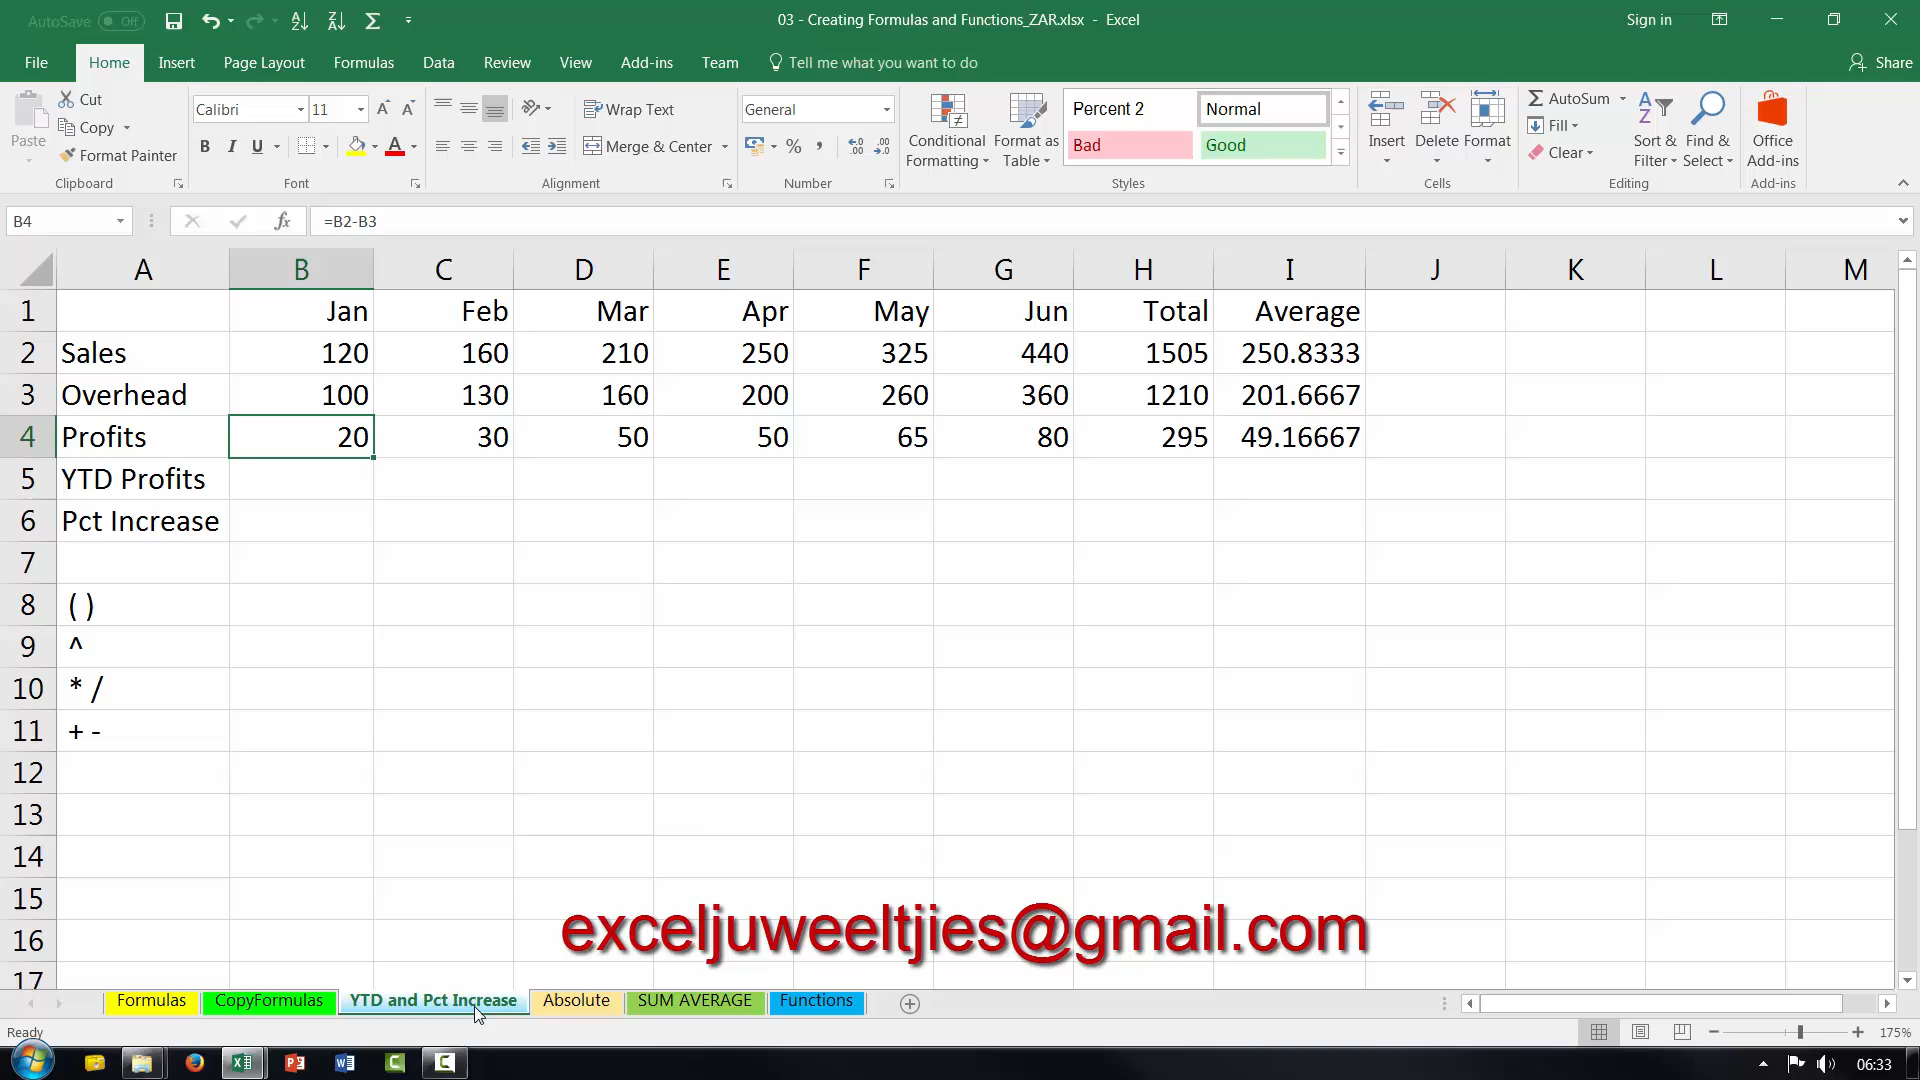 AutoSave Off
03 - Creating Formulas and Functions_ZAR.xlsx - Excel
Sign in
File Home Insert Page Layout Formulas Data Review View Add-ins Team Tell me what you want to do Share
Paste
Cut
Copy
Format Painter
Clipboard
Calibri 11
B I U
Font
Wrap Text
Merge & Center
Alignment
General
%
Number
Conditional Formatting
Format as Table
Percent 2 Normal
Bad Good
Styles
Insert Delete Format
Cells
AutoSum
Fill
Clear
Sort & Filter
Find & Select
Editing
Office Add-ins
Add-ins
B4 fx =B2-B3
A B C D E F G H I J K L M
1 Jan Feb Mar Apr May Jun Total Average
2 Sales 120 160 210 250 325 440 1505 250.8333
3 Overhead 100 130 160 200 260 360 1210 201.6667
4 Profits 20 30 50 50 65 80 295 49.16667
5 YTD Profits
6 Pct Increase
7
8 ( )
9 ^
10 * /
11 + -
12
13
14
15
16
17
exceljuweeltjies@gmail.com
Formulas CopyFormulas YTD and Pct Increase Absolute SUM AVERAGE Functions
Ready 175%
06:33